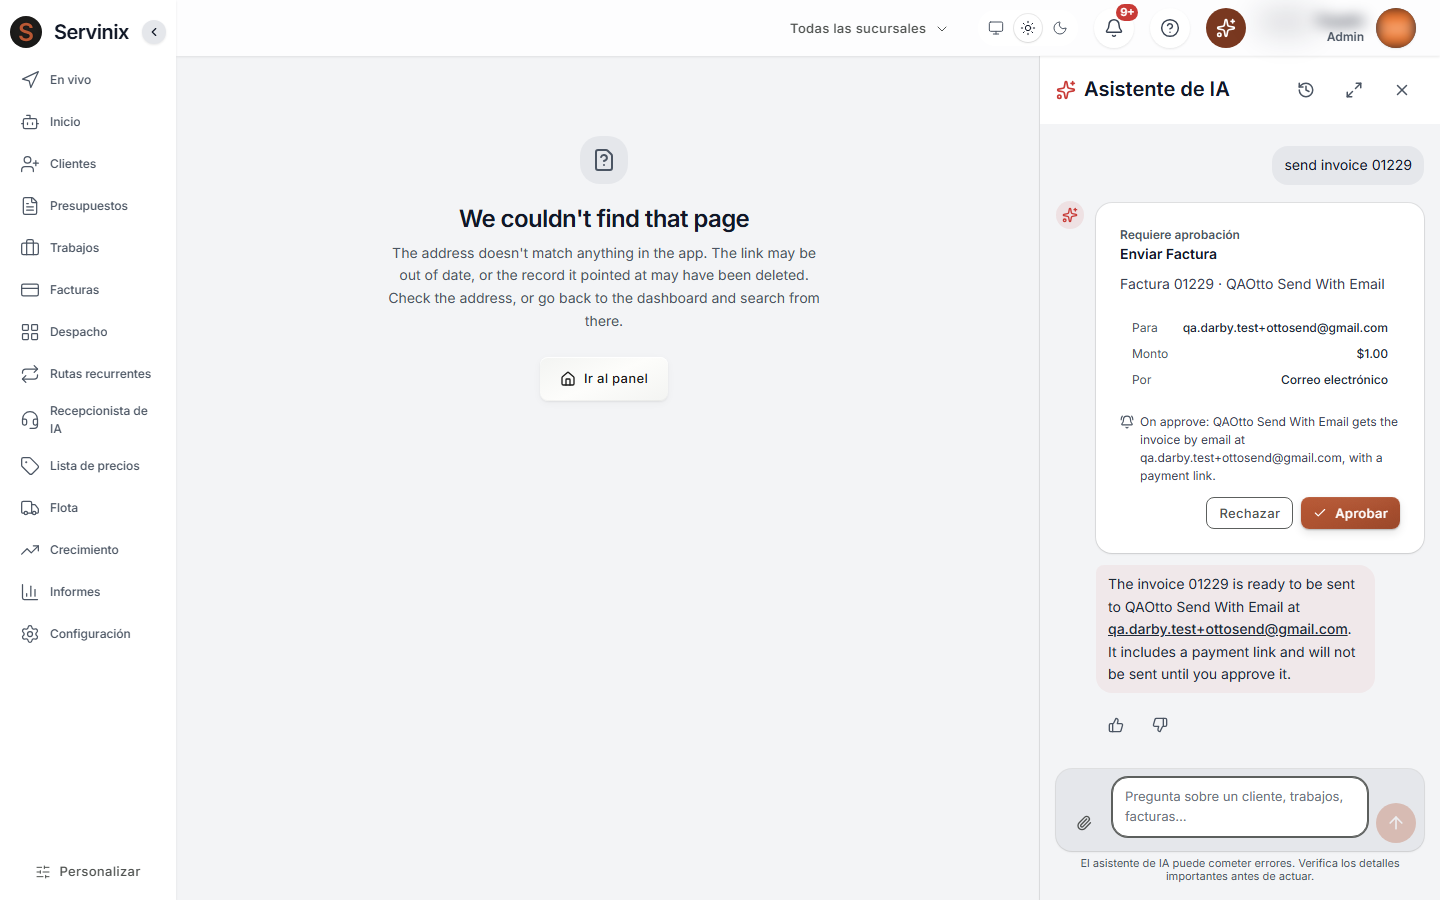 S Servinix
Todas las sucursales
9+
Admin
En vivo
Inicio
Clientes
Presupuestos
Trabajos
Facturas
Despacho
Rutas recurrentes
Recepcionista de
IA
Lista de precios
Flota
Crecimiento
Informes
Configuración
Personalizar
We couldn't find that page
The address doesn't match anything in the app. The link may be
out of date, or the record it pointed at may have been deleted.
Check the address, or go back to the dashboard and search from
there.
Ir al panel
Asistente de IA
send invoice 01229
Requiere aprobación
Enviar Factura
Factura 01229 · QAOtto Send With Email
Para qa.darby.test+ottosend@gmail.com
Monto $1.00
Por Correo electrónico
On approve: QAOtto Send With Email gets the
invoice by email at
qa.darby.test+ottosend@gmail.com, with a
payment link.
Rechazar
Aprobar
The invoice 01229 is ready to be sent
to QAOtto Send With Email at
qa.darby.test+ottosend@gmail.com.
It includes a payment link and will not
be sent until you approve it.
Pregunta sobre un cliente, trabajos,
facturas...
El asistente de IA puede cometer errores. Verifica los detalles
importantes antes de actuar.